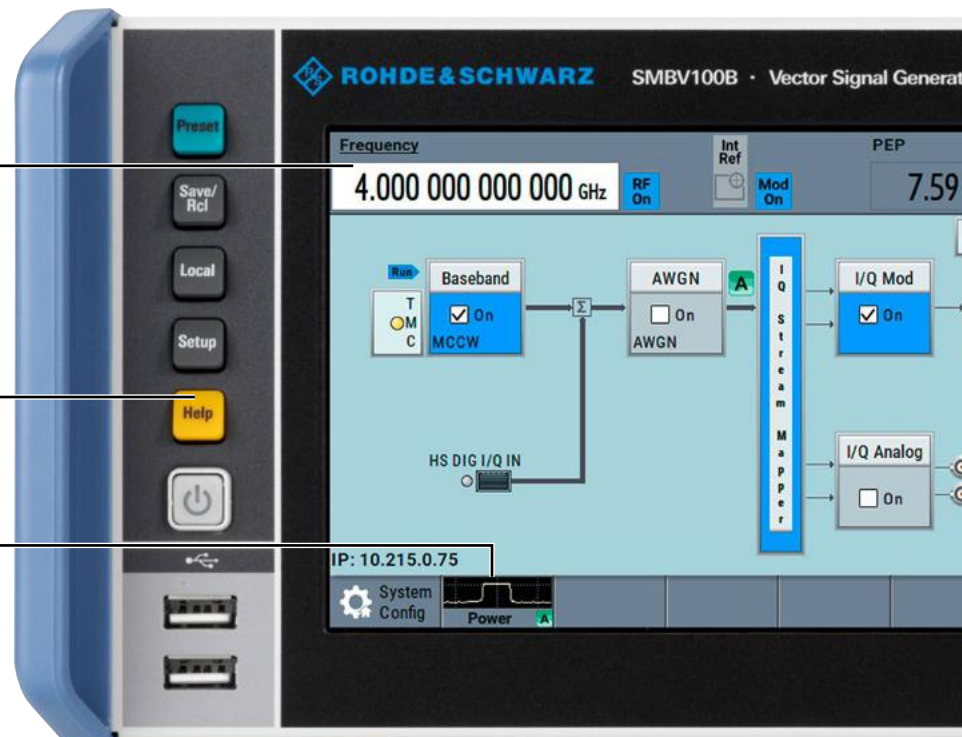 ROHDE & SCHWARZ SMBV100B · Vector Signal Generat
Preset
Save/
Rcl
Local
Setup
Help
Frequency
4.000 000 000 000 GHz
RF
On
Int
Ref
Mod
On
PEP
7.59
Run
Baseband
T
M
C
On
MCCW
Σ
AWGN
On
AWGN
A
I
Q
Stream
Mapper
I/Q Mod
On
HS DIG I/Q IN
I/Q Analog
On
IP: 10.215.0.75
System
Config
Power A